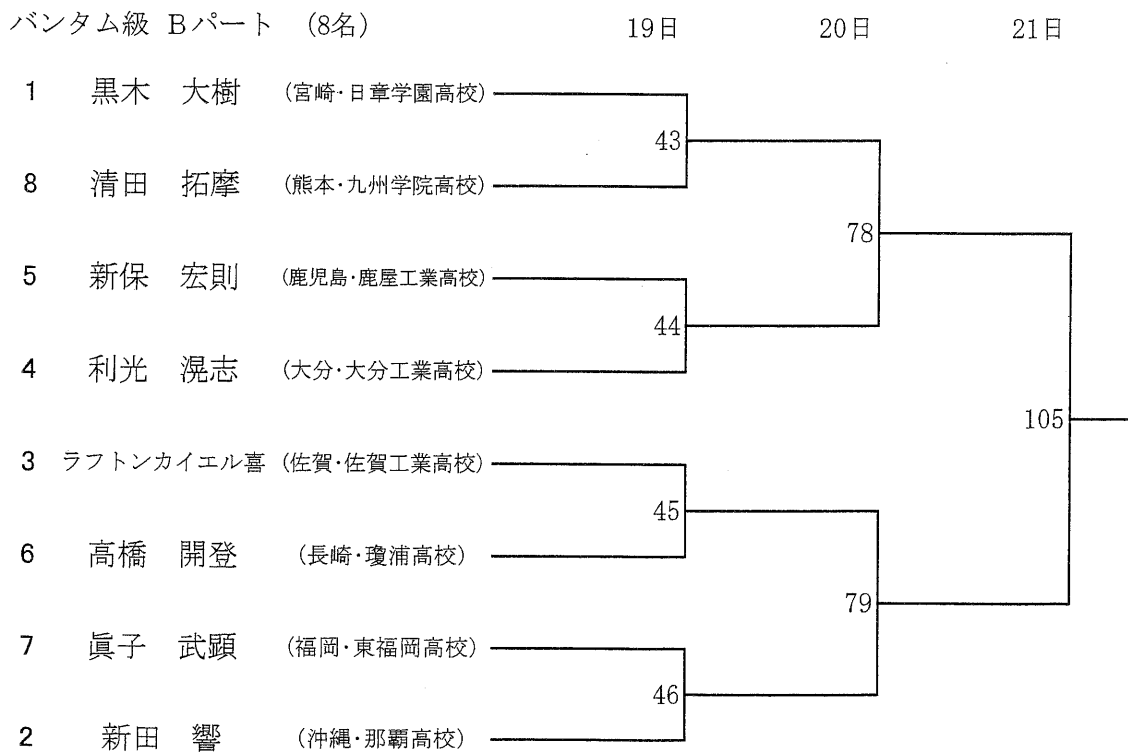 バンタム級 Bパート (8名) 19日 20日 21日
1 黒木 大樹 (宮崎・日章学園高校)
43
8 清田 拓摩 (熊本・九州学院高校)
78
5 新保 宏則 (鹿児島・鹿屋工業高校)
44
4 利光 滉志 (大分・大分工業高校)
105
3 ラフトンカイエル喜 (佐賀・佐賀工業高校)
45
6 高橋 開登 (長崎・瓊浦高校)
79
7 眞子 武顕 (福岡・東福岡高校)
46
2 新田 響 (沖縄・那覇高校)